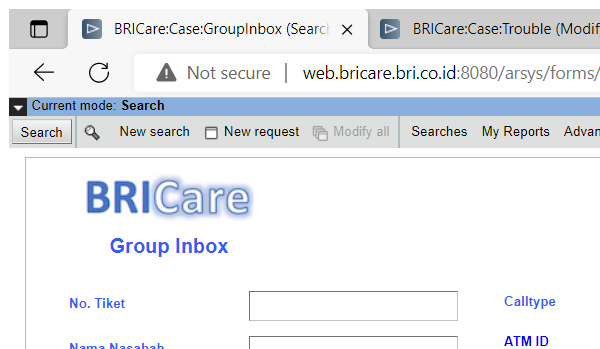 BRICare:Case:GroupInbox (Searc
BRICare:Case:Trouble (Modif
Not secure | web.bricare.bri.co.id:8080/arsys/forms/
Current mode: Search
Search New search New request Modify all Searches My Reports Advan
BRICare
Group Inbox
No. Tiket Calltype
Nama Nasabah ATM ID